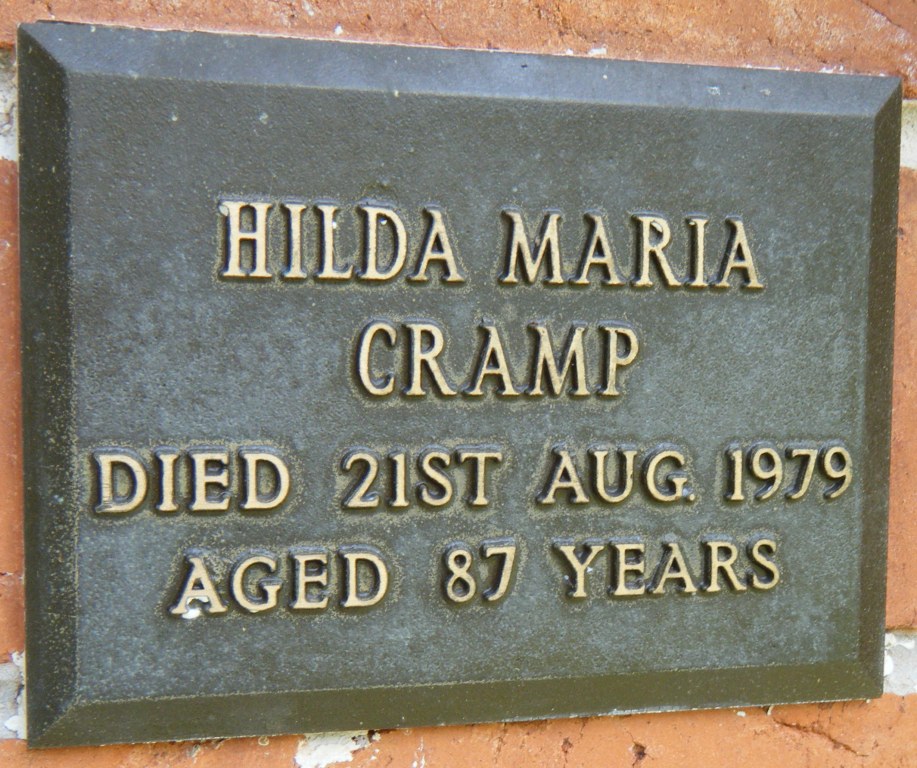 HILDA MARIA
CRAMP
DIED 21ST AUG. 1979
AGED 87 YEARS